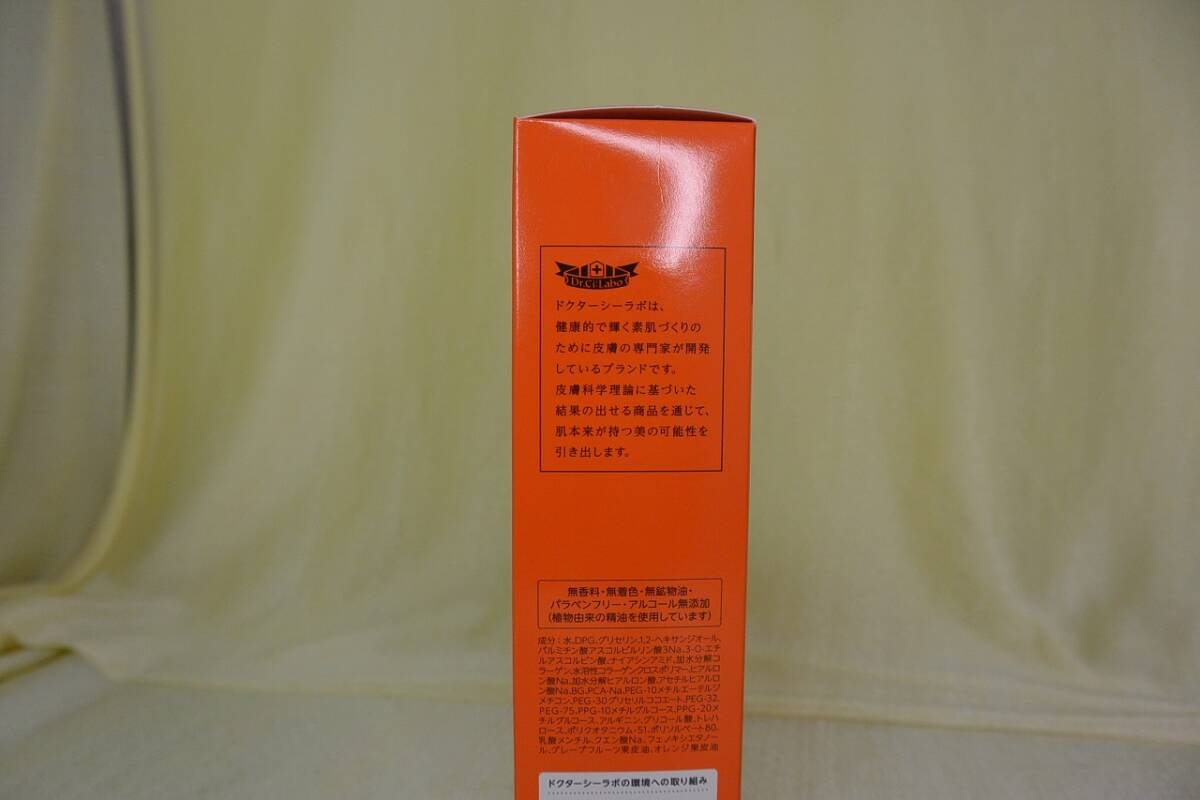 Dr.Ci:Labo
ドクターシーラボは、
健康的で輝く素肌づくりの
ために皮膚の専門家が開発
しているブランドです。
皮膚科学理論に基づいた
結果の出せる商品を通じて、
肌本来が持つ美の可能性を
引き出します。
無香料・無着色・無鉱物油・
パラベンフリー・アルコール無添加
(植物由来の精油を使用しています)
成分：水、DPG、グリセリン、1,2-ヘキサンジオール、
パルミチン酸アスコルビルリン酸3Na、3-O-エチ
ルアスコルビン酸、ナイアシンアミド、加水分解コ
ラーゲン、水溶性コラーゲンクロスポリマー、ヒアルロ
ン酸Na、加水分解ヒアルロン酸、アセチルヒアルロ
ン酸Na、BG、PCA-Na、PEG-10メチルエーテルジ
メチコン、PEG-30グリセリルココエート、PEG-32、
PEG-75、PPG-10メチルグルコース、PPG-20メ
チルグルコース、アルギニン、グリコール酸、トレハ
ロース、ポリクオタニウム-51、ポリソルベート80、
乳酸メンチル、クエン酸Na、フェノキシエタノー
ル、グレープフルーツ果皮油、オレンジ果皮油
ドクターシーラボの環境への取り組み